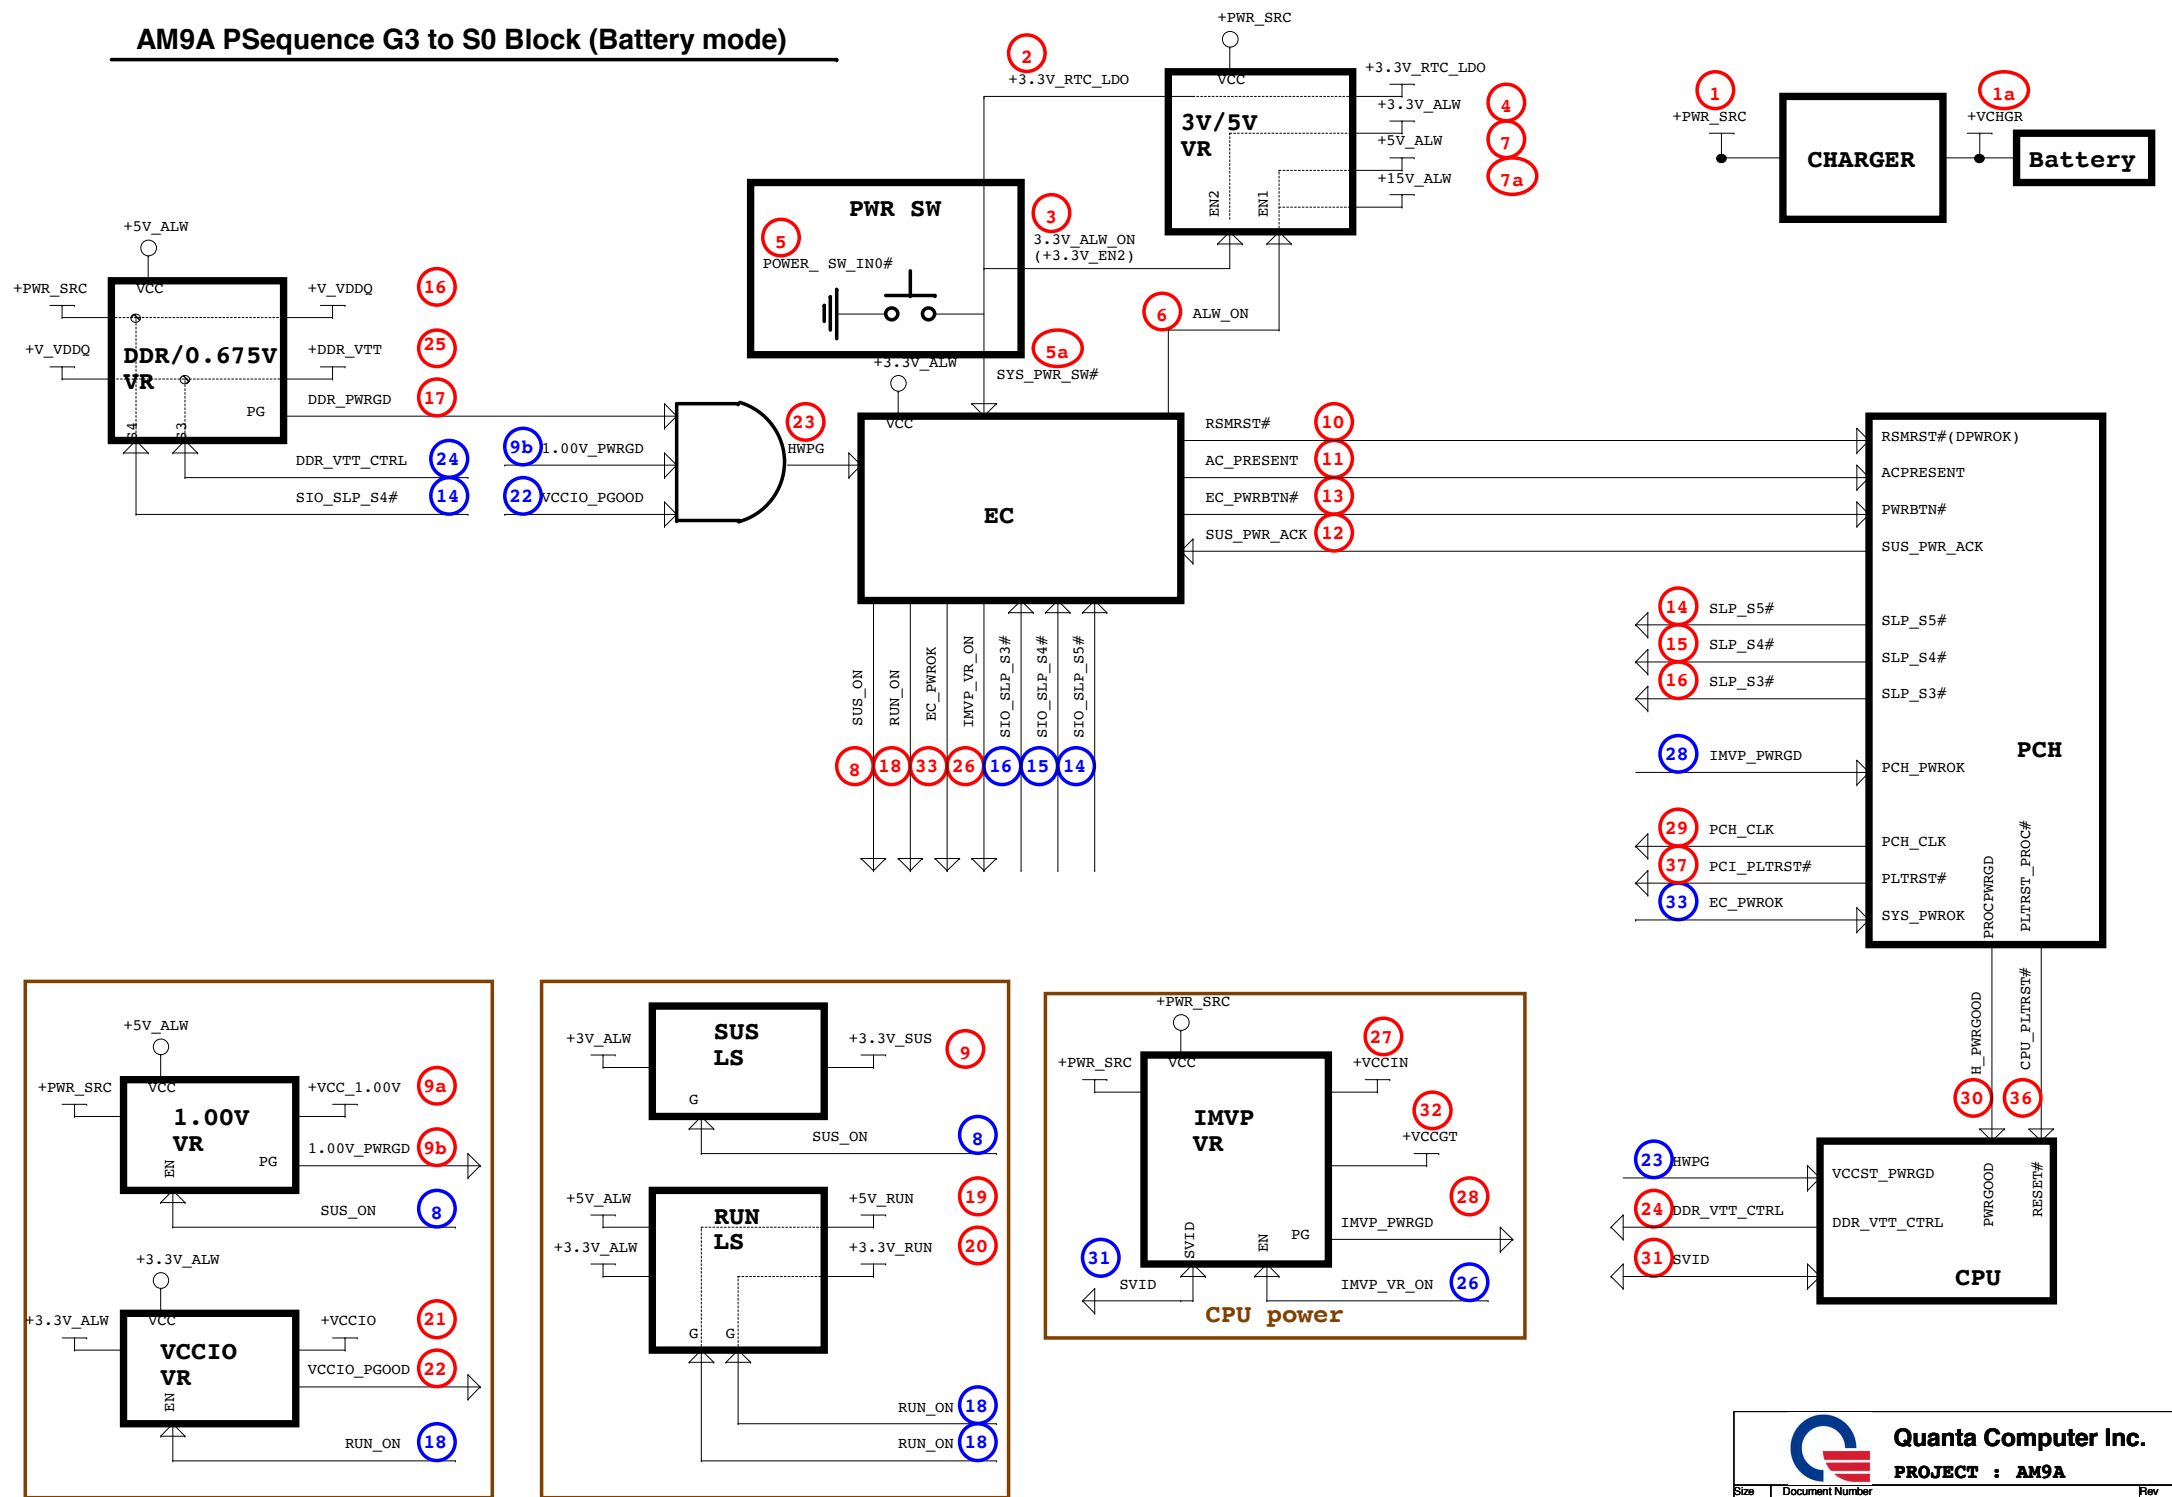 AM9A PSequence G3 to S0 Block (Battery mode)
+PWR_SRC
2
+3.3V_RTC_LDO
VCC
3V/5V
VR
EN2
EN1
+3.3V_RTC_LDO
+3.3V_ALW
4
+5V_ALW
7
+15V_ALW
7a
1
+PWR_SRC
CHARGER
1a
+VCHGR
Battery
PWR SW
5
POWER_ SW_IN0#
3
3.3V_ALW_ON
(+3.3V_EN2)
6
ALW_ON
5a
SYS_PWR_SW#
+5V_ALW
VCC
+PWR_SRC
+V_VDDQ
16
+V_VDDQ
DDR/0.675V
VR
+DDR_VTT
25
PG
DDR_PWRGD
17
S4
S3
DDR_VTT_CTRL
24
SIO_SLP_S4#
14
9b
1.00V_PWRGD
22
VCCIO_PGOOD
23
HWPG
+3.3V_ALW
VCC
EC
RSMRST#
10
AC_PRESENT
11
EC_PWRBTN#
13
SUS_PWR_ACK
12
RSMRST#(DPWROK)
ACPRESENT
PWRBTN#
SUS_PWR_ACK
14
SLP_S5#
SLP_S5#
15
SLP_S4#
SLP_S4#
16
SLP_S3#
SLP_S3#
PCH
28
IMVP_PWRGD
PCH_PWROK
29
PCH_CLK
PCH_CLK
37
PCI_PLTRST#
PLTRST#
33
EC_PWROK
SYS_PWROK
PROCPWRGD
PLTRST_PROC#
SUS_ON
RUN_ON
EC_PWROK
IMVP_VR_ON
SIO_SLP_S3#
SIO_SLP_S4#
SIO_SLP_S5#
8
18
33
26
16
15
14
+5V_ALW
VCC
+PWR_SRC
1.00V
VR
EN
PG
+VCC_1.00V
9a
1.00V_PWRGD
9b
SUS_ON
8
+3.3V_ALW
VCC
+3.3V_ALW
VCCIO
VR
EN
+VCCIO
21
VCCIO_PGOOD
22
RUN_ON
18
+3V_ALW
SUS
LS
G
+3.3V_SUS
9
SUS_ON
8
+5V_ALW
+3.3V_ALW
RUN
LS
G
G
+5V_RUN
19
+3.3V_RUN
20
RUN_ON
18
RUN_ON
18
+PWR_SRC
VCC
+PWR_SRC
IMVP
VR
SVID
EN
PG
27
+VCCIN
32
+VCCGT
28
IMVP_PWRGD
31
SVID
IMVP_VR_ON
26
CPU power
H_PWRGOOD
CPU_PLTRST#
30
36
23
HWPG
VCCST_PWRGD
24
DDR_VTT_CTRL
DDR_VTT_CTRL
31
SVID
PWRGOOD
RESET#
CPU
Quanta Computer Inc.
PROJECT : AM9A
Size
Document Number
Rev